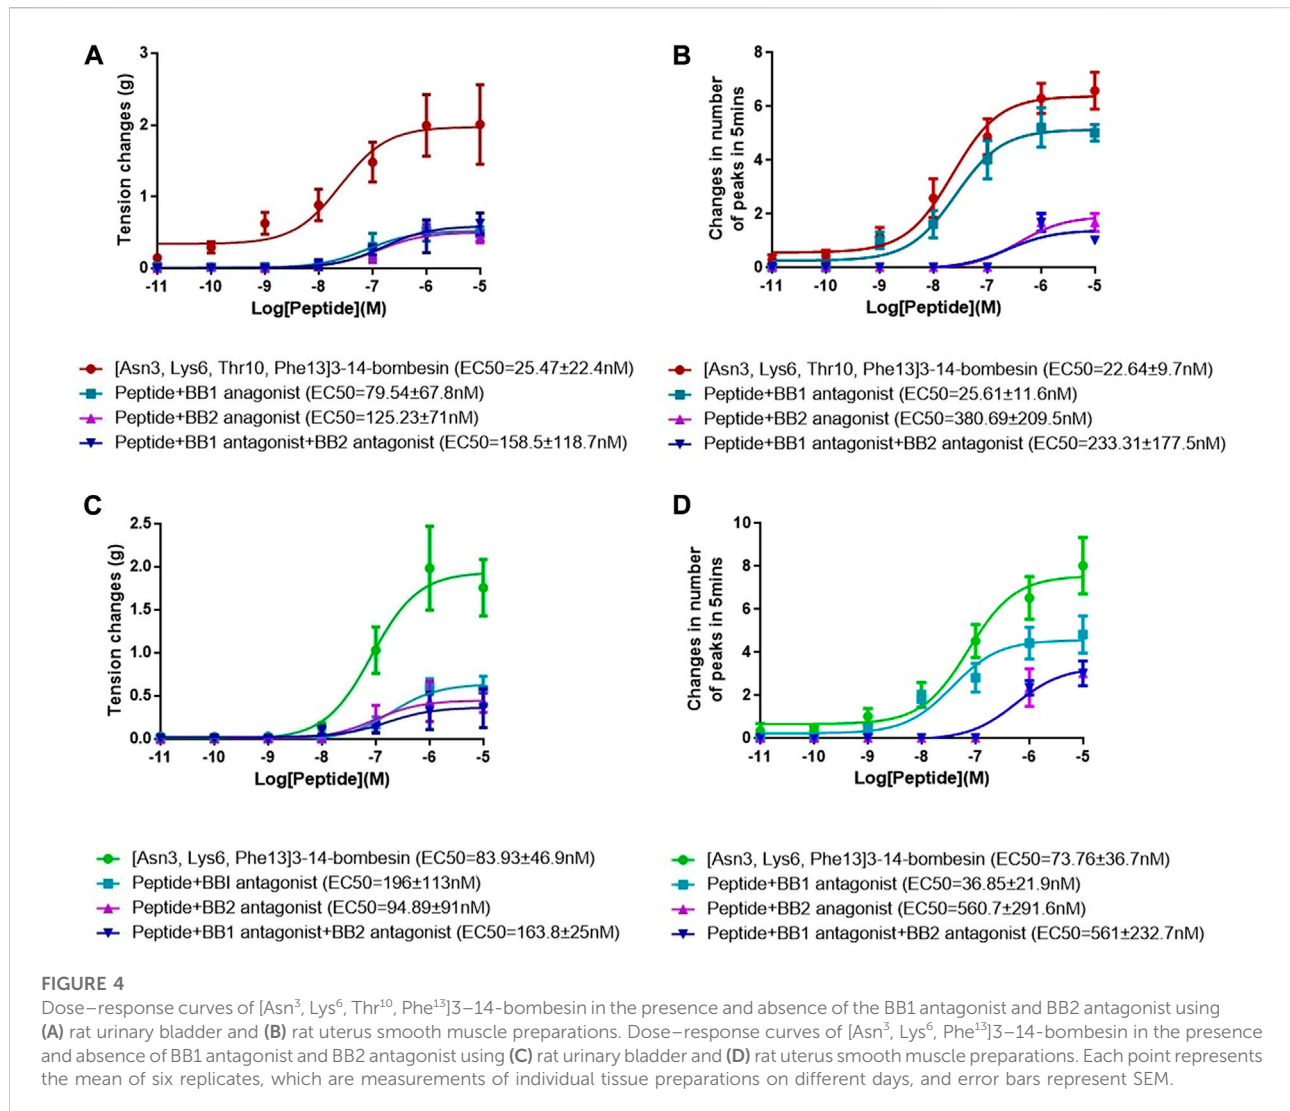 A
3
2
1
0
Tension changes (g)
-11 -10 -9 -8 -7 -6 -5
Log[Peptide](M)
[Asn3, Lys6, Thr10, Phe13]3-14-bombesin (EC50=25.47±22.4nM)
Peptide+BB1 anagonist (EC50=79.54±67.8nM)
Peptide+BB2 anagonist (EC50=125.23±71nM)
Peptide+BB1 antagonist+BB2 antagonist (EC50=158.5±118.7nM)
B
8
6
4
2
0
Changes in number
of peaks in 5mins
-11 -10 -9 -8 -7 -6 -5
Log[Peptide](M)
[Asn3, Lys6, Thr10, Phe13]3-14-bombesin (EC50=22.64±9.7nM)
Peptide+BB1 antagonist (EC50=25.61±11.6nM)
Peptide+BB2 anagonist (EC50=380.69±209.5nM)
Peptide+BB1 antagonist+BB2 antagonist (EC50=233.31±177.5nM)
C
2.5
2.0
1.5
1.0
0.5
0.0
Tension changes (g)
-11 -10 -9 -8 -7 -6 -5
Log[Peptide](M)
[Asn3, Lys6, Phe13]3-14-bombesin (EC50=83.93±46.9nM)
Peptide+BBI antagonist (EC50=196±113nM)
Peptide+BB2 antagonist (EC50=94.89±91nM)
Peptide+BB1 antagonist+BB2 antagonist (EC50=163.8±25nM)
D
10
8
6
4
2
0
Changes in number
of peaks in 5mins
-11 -10 -9 -8 -7 -6 -5
Log[Peptide](M)
[Asn3, Lys6, Phe13]3-14-bombesin (EC50=73.76±36.7nM)
Peptide+BB1 antagonist (EC50=36.85±21.9nM)
Peptide+BB2 anagonist (EC50=560.7±291.6nM)
Peptide+BB1 antagonist+BB2 antagonist (EC50=561±232.7nM)
FIGURE 4
Dose–response curves of [Asn³, Lys⁶, Thr¹⁰, Phe¹³]3–14-bombesin in the presence and absence of the BB1 antagonist and BB2 antagonist using
(A) rat urinary bladder and (B) rat uterus smooth muscle preparations. Dose–response curves of [Asn³, Lys⁶, Phe¹³]3–14-bombesin in the presence
and absence of BB1 antagonist and BB2 antagonist using (C) rat urinary bladder and (D) rat uterus smooth muscle preparations. Each point represents
the mean of six replicates, which are measurements of individual tissue preparations on different days, and error bars represent SEM.